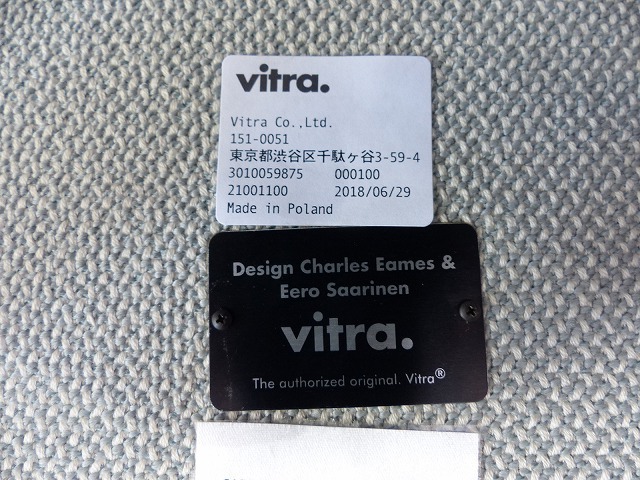 vitra.
Vitra Co.,Ltd.
151-0051
東京都渋谷区千駄ヶ谷3-59-4
3010059875 000100
21001100 2018/06/29
Made in Poland
Design Charles Eames &
Eero Saarinen
vitra.
The authorized original. Vitra®